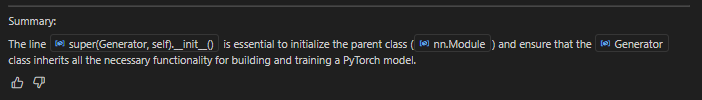 Summary:
The line super(Generator, self).__init__() is essential to initialize the parent class ( nn.Module ) and ensure that the Generator
class inherits all the necessary functionality for building and training a PyTorch model.